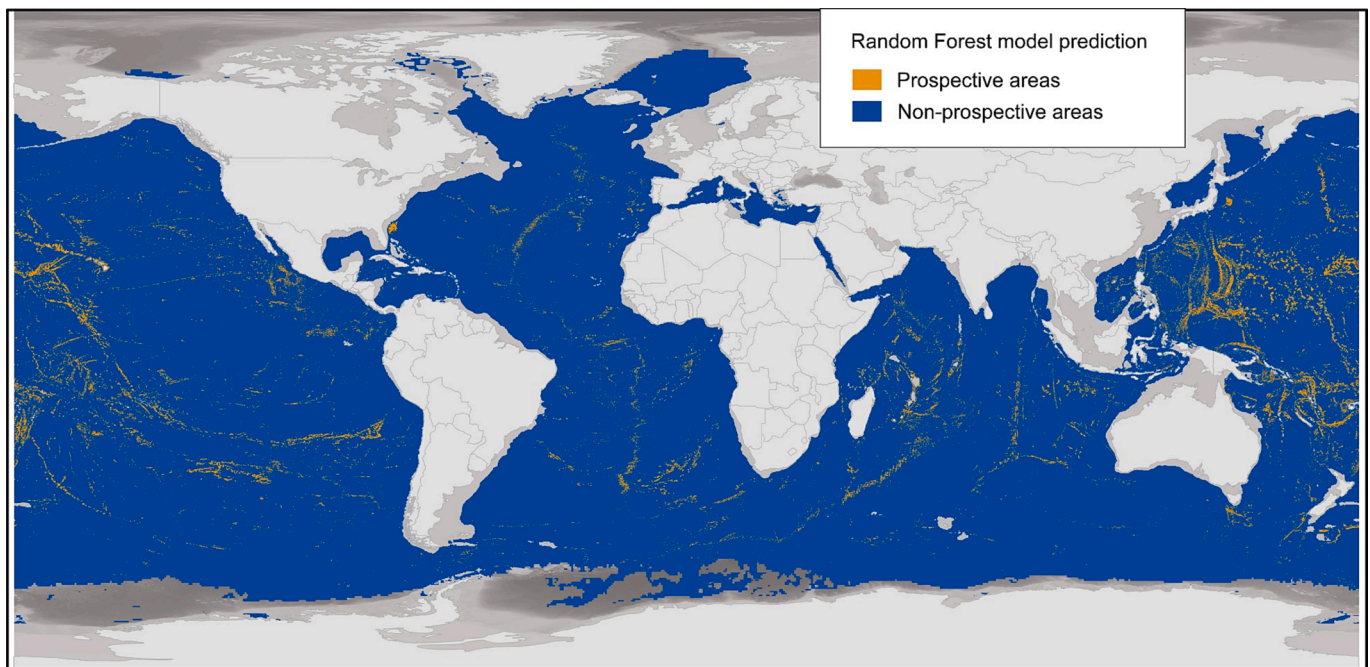 Random Forest model prediction
Prospective areas
Non-prospective areas